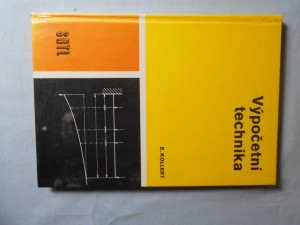 Výpočetní
technika
E. KOLLERT
SNTL